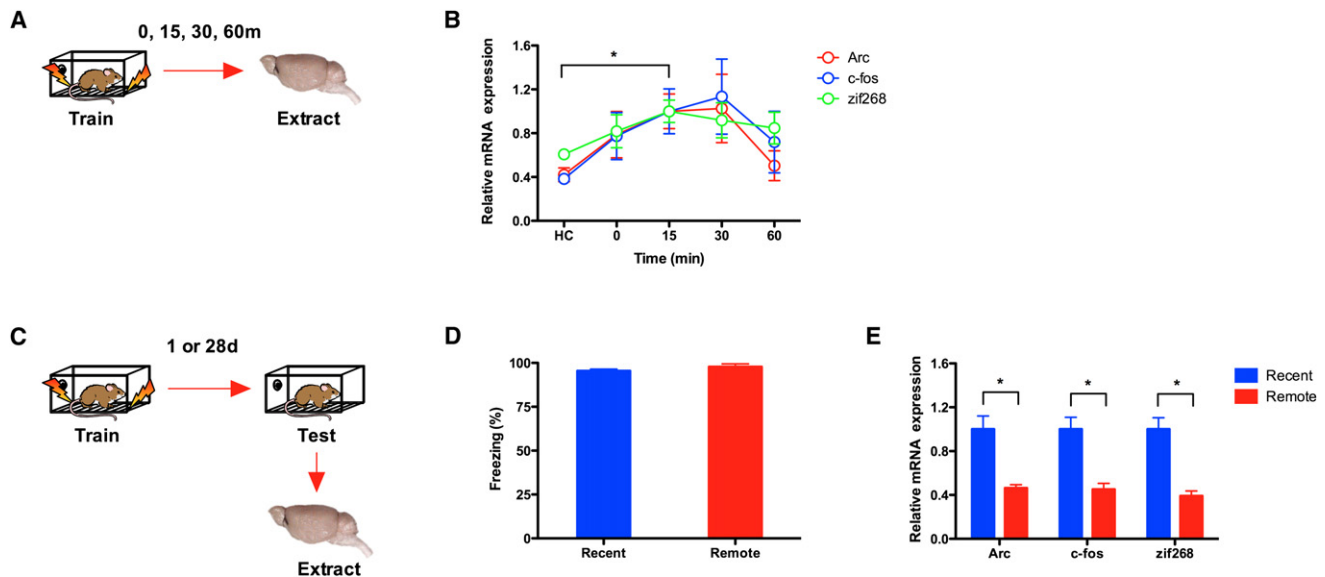 A
0, 15, 30, 60m
Train
Extract
B
Relative mRNA expression
1.6
1.2
0.8
0.4
0.0
*
HC
0
15
30
60
Time (min)
Arc
c-fos
zif268
C
1 or 28d
Train
Test
Extract
D
Freezing (%)
100
75
50
25
0
Recent
Remote
E
Relative mRNA expression
1.6
1.2
0.8
0.4
0.0
*
*
*
Arc
c-fos
zif268
Recent
Remote